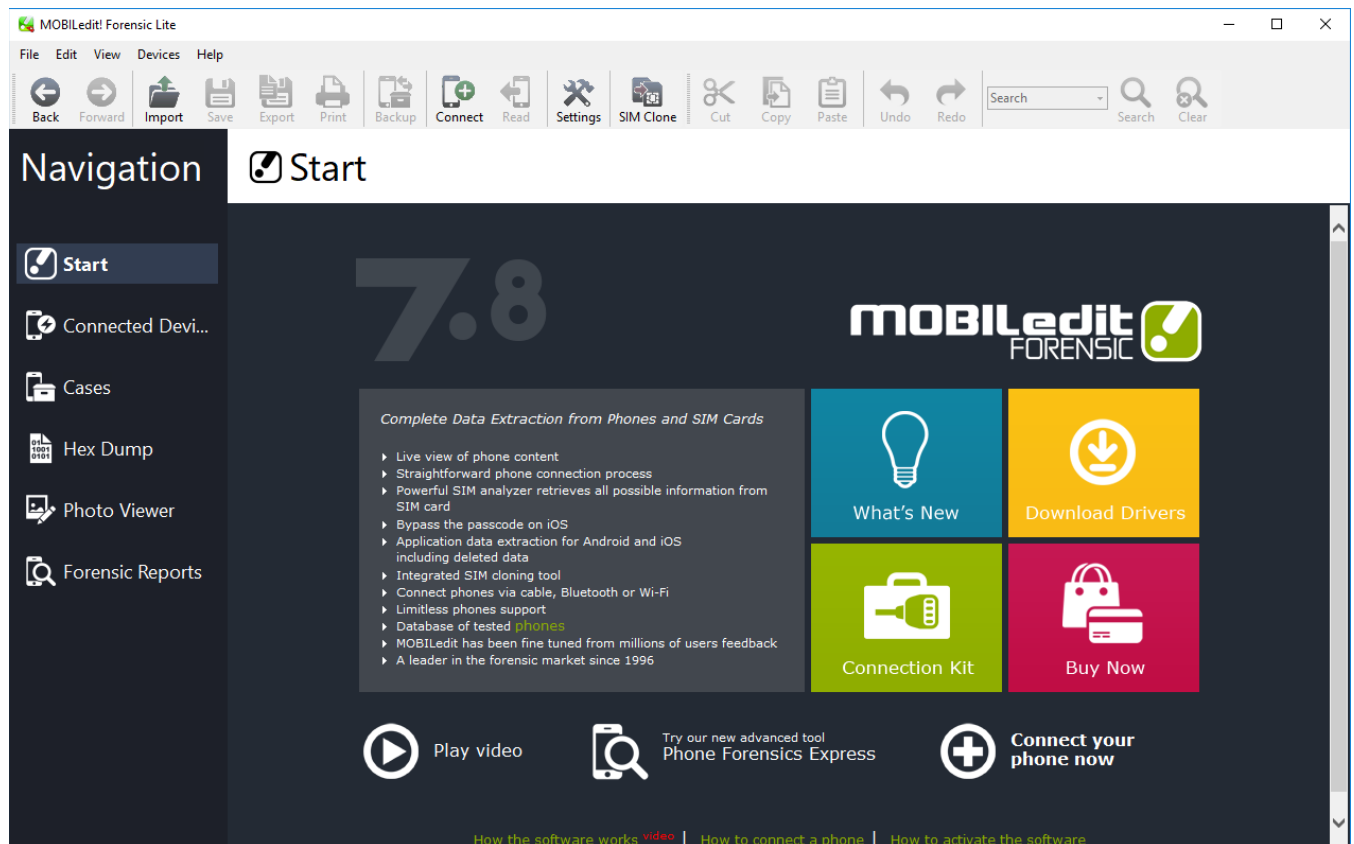 MOBILedit! Forensic Lite
File Edit View Devices Help
Back Forward Import Save Export Print Backup Connect Read Settings SIM Clone Cut Copy Paste Undo Redo Search Search Clear
Navigation
Start
Start
Connected Devi...
Cases
Hex Dump
Photo Viewer
Forensic Reports
7.8
MOBILedit
FORENSIC
Complete Data Extraction from Phones and SIM Cards
Live view of phone content
Straightforward phone connection process
Powerful SIM analyzer retrieves all possible information from
SIM card
Bypass the passcode on iOS
Application data extraction for Android and iOS
including deleted data
Integrated SIM cloning tool
Connect phones via cable, Bluetooth or Wi-Fi
Limitless phones support
Database of tested phones
MOBILedit has been fine tuned from millions of users feedback
A leader in the forensic market since 1996
What's New
Download Drivers
Connection Kit
Buy Now
Play video
Try our new advanced tool
Phone Forensics Express
Connect your
phone now
How the software works video | How to connect a phone | How to activate the software